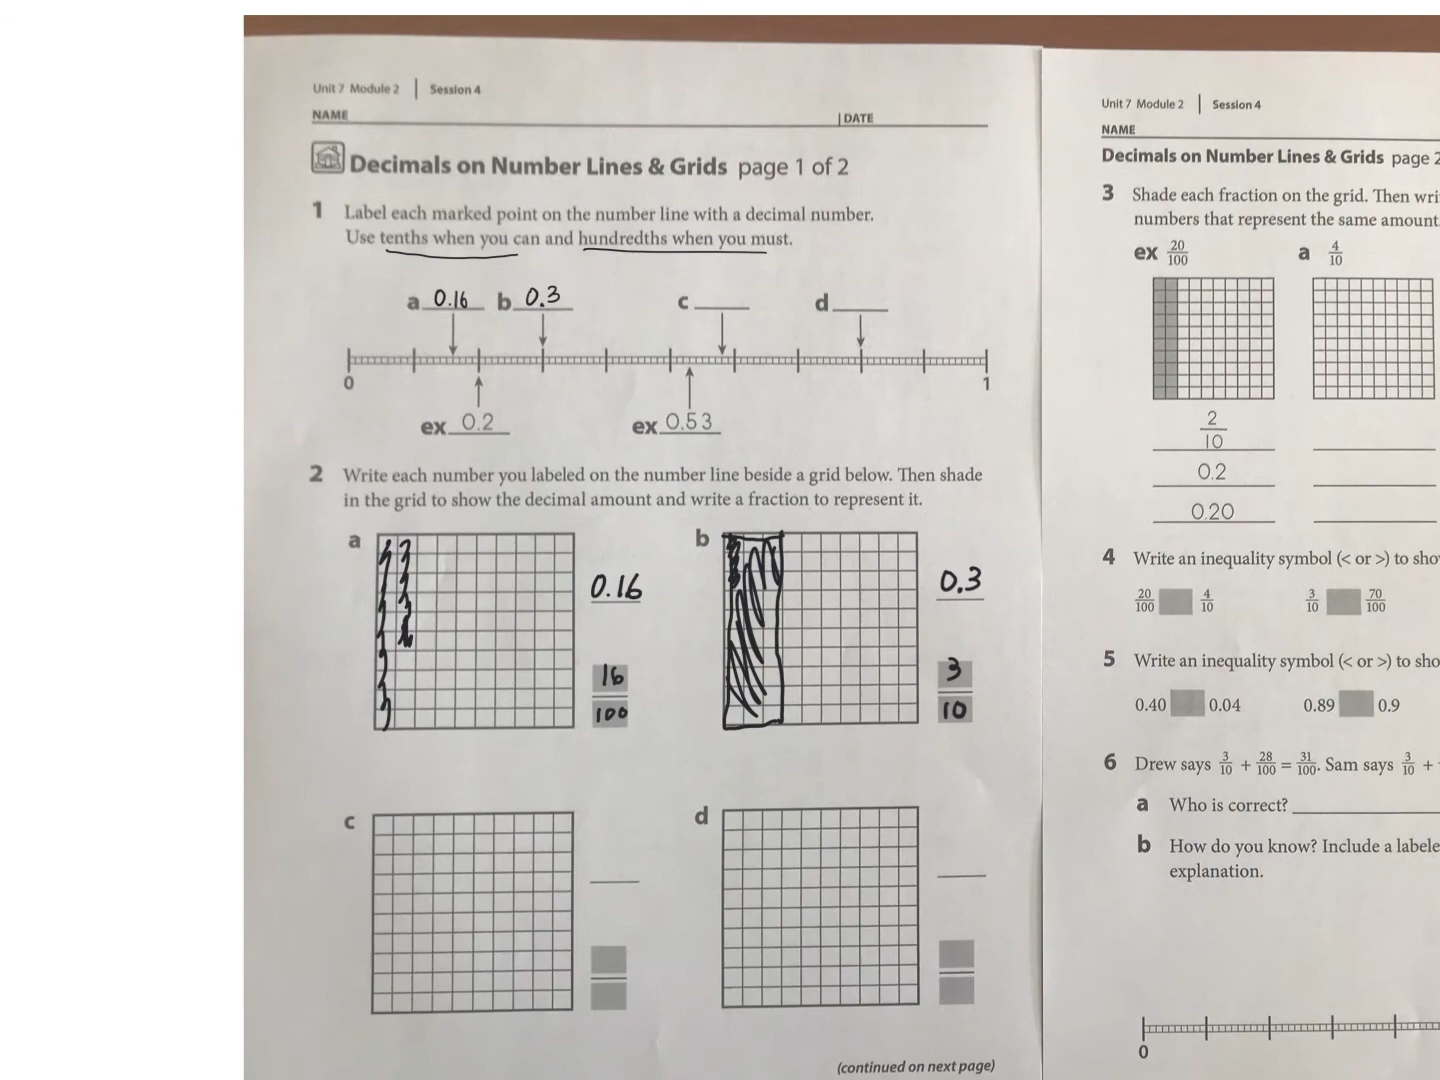 Unit 7 Module 2 | Session 4
NAME | DATE
Decimals on Number Lines & Grids page 1 of 2
1 Label each marked point on the number line with a decimal number.
Use tenths when you can and hundredths when you must.
a 0.16 b 0.3 c d
0 1
ex 0.2 ex 0.53
2 Write each number you labeled on the number line beside a grid below. Then shade
in the grid to show the decimal amount and write a fraction to represent it.
a 0.16
16
100
b 0.3
3
10
c
d
(continued on next page)
Unit 7 Module 2 | Session 4
NAME
Decimals on Number Lines & Grids page 2
3 Shade each fraction on the grid. Then wri
numbers that represent the same amount
ex 20/100 a 4/10
2
10
0.2
0.20
4 Write an inequality symbol (< or >) to sho
20/100 4/10 3/10 70/100
5 Write an inequality symbol (< or >) to sho
0.40 0.04 0.89 0.9
6 Drew says 3/10 + 28/100 = 31/100. Sam says 3/10 +
a Who is correct?
b How do you know? Include a labele
explanation.
0